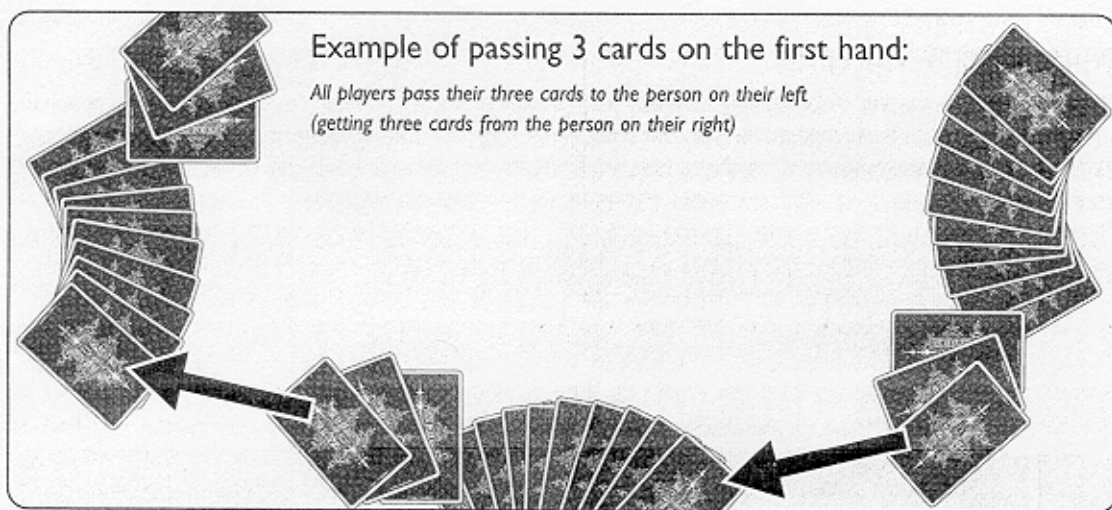 Example of passing 3 cards on the first hand:
All players pass their three cards to the person on their left
(getting three cards from the person on their right)